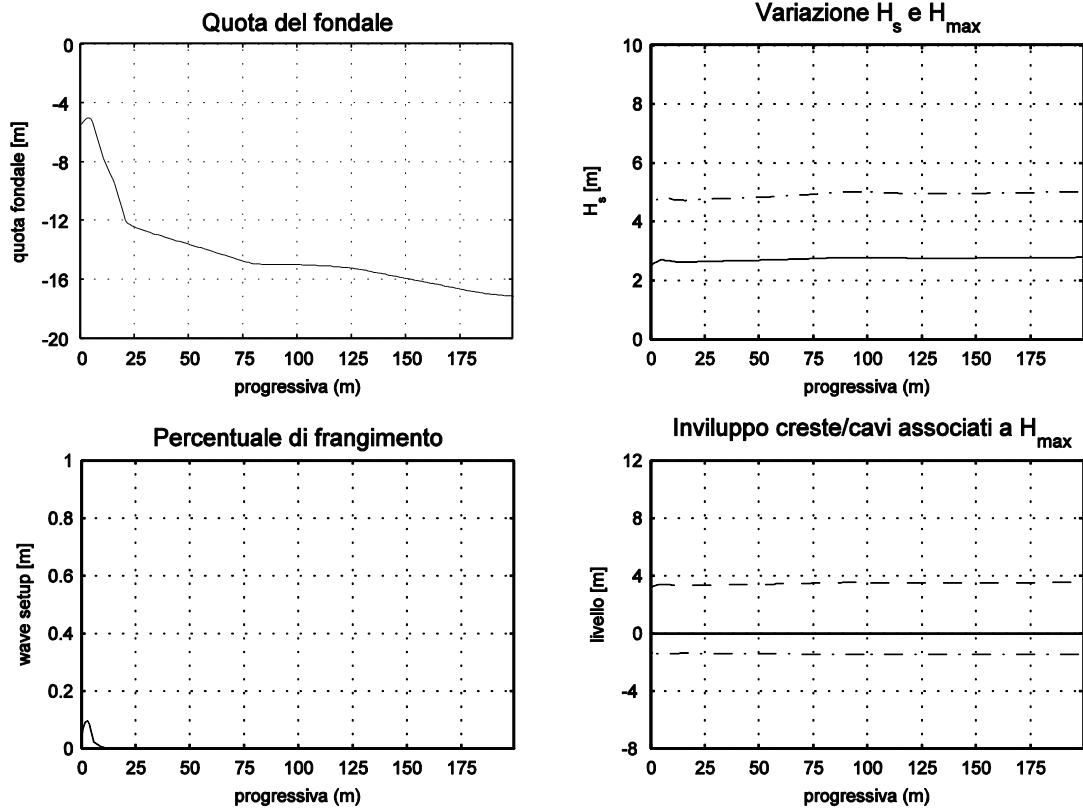 Quota del fondale
0
-4
-8
-12
-16
-20
quota fondale [m]
0 25 50 75 100 125 150 175
progressiva (m)
Variazione H_s e H_max
10
8
6
4
2
0
H_s [m]
0 25 50 75 100 125 150 175
progressiva (m)
Percentuale di frangimento
1
0.8
0.6
0.4
0.2
0
wave setup [m]
0 25 50 75 100 125 150 175
progressiva (m)
Inviluppo creste/cavi associati a H_max
12
8
4
0
-4
-8
livello [m]
0 25 50 75 100 125 150 175
progressiva (m)